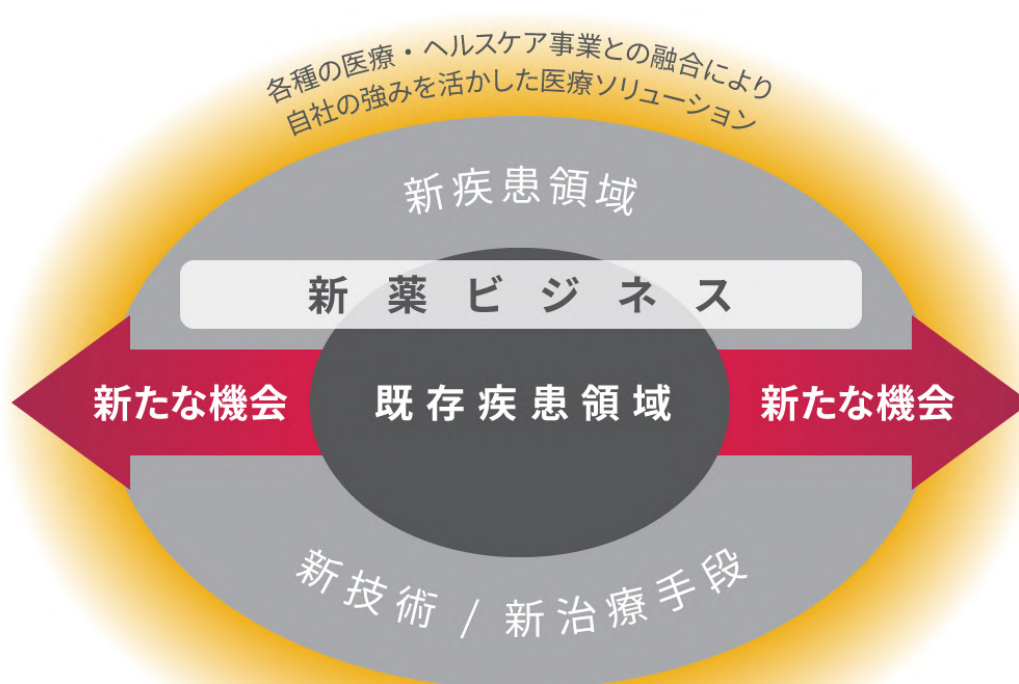 各種の医療・ヘルスケア事業との融合により
自社の強みを活かした医療ソリューション
新疾患領域
新薬ビジネス
新たな機会
既存疾患領域
新たな機会
新技術 / 新治療手段